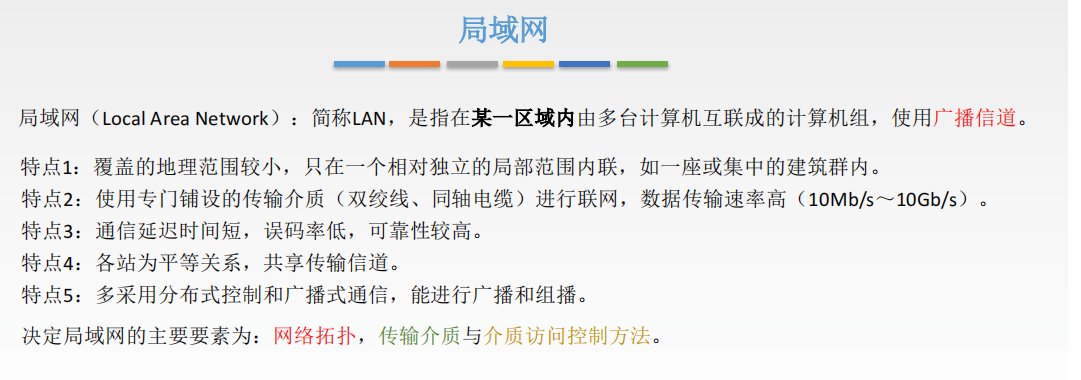 局域网
局域网（Local Area Network）：简称LAN，是指在某一区域内由多台计算机互联成的计算机组，使用广播信道。
特点1：覆盖的地理范围较小，只在一个相对独立的局部范围内联，如一座或集中的建筑群内。
特点2：使用专门铺设的传输介质（双绞线、同轴电缆）进行联网，数据传输速率高（10Mb/s～10Gb/s）。
特点3：通信延迟时间短，误码率低，可靠性较高。
特点4：各站为平等关系，共享传输信道。
特点5：多采用分布式控制和广播式通信，能进行广播和组播。
决定局域网的主要要素为：网络拓扑，传输介质与介质访问控制方法。